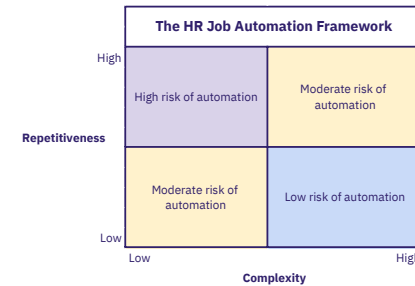 The HR Job Automation Framework
High
High risk of automation
Moderate risk of
automation
Repetitiveness
Moderate risk of
automation
Low risk of automation
Low
Low
High
Complexity